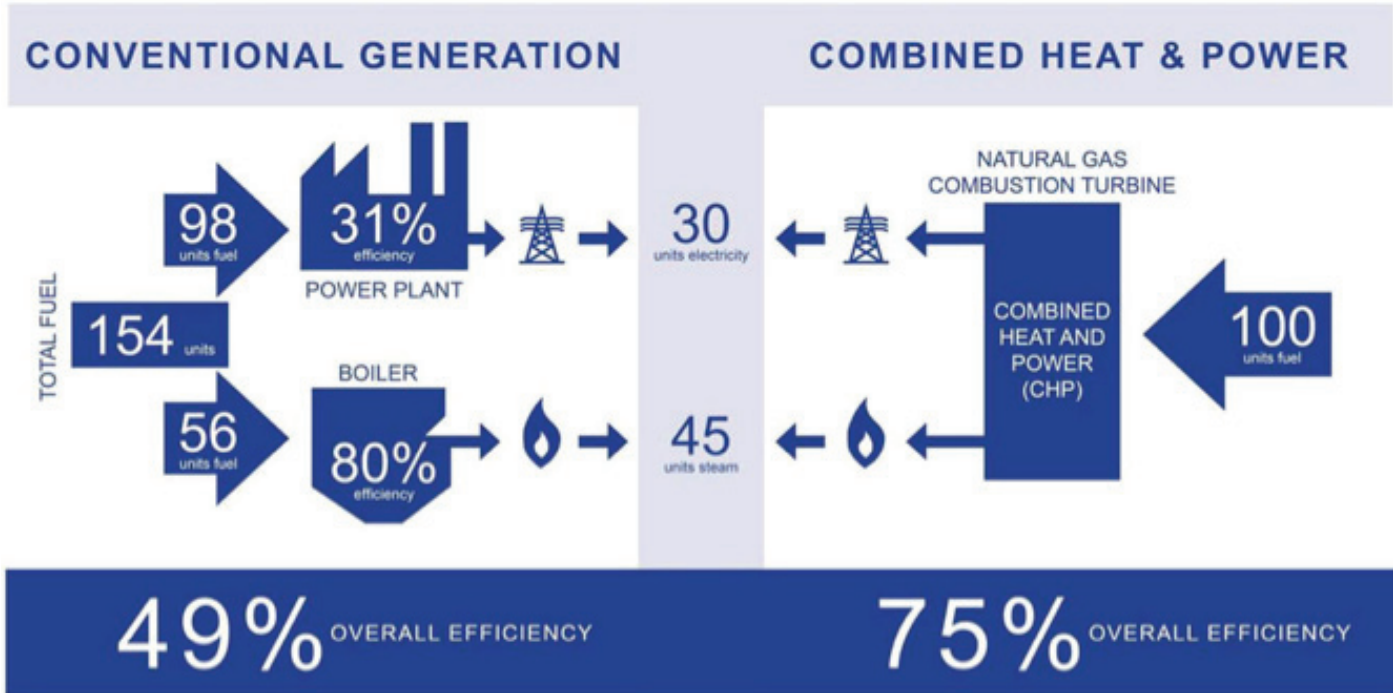 CONVENTIONAL GENERATION
COMBINED HEAT & POWER
TOTAL FUEL
154 units
98
units fuel
31%
efficiency
POWER PLANT
56
units fuel
BOILER
80%
efficiency
30
units electricity
45
units steam
NATURAL GAS
COMBUSTION TURBINE
COMBINED
HEAT AND
POWER
(CHP)
100
units fuel
49% OVERALL EFFICIENCY
75% OVERALL EFFICIENCY